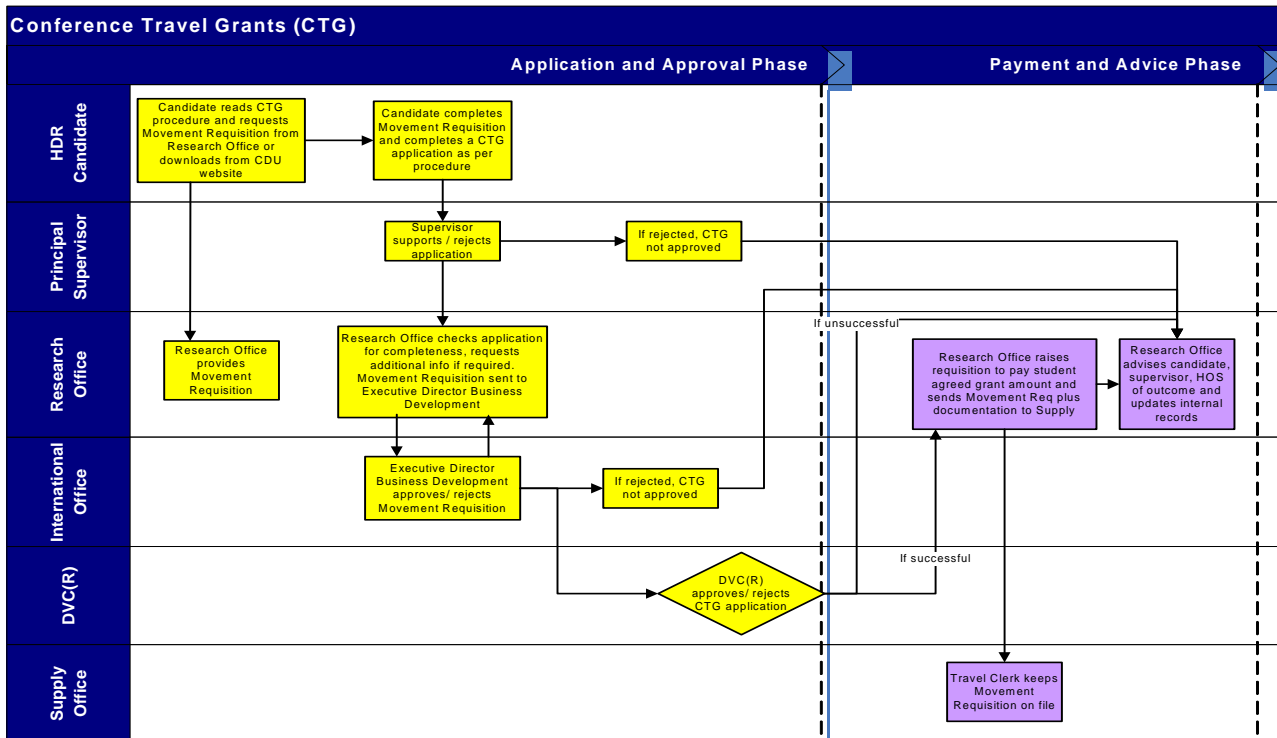 Conference Travel Grants (CTG)
Application and Approval Phase
Payment and Advice Phase
HDR
Candidate
Candidate reads CTG
procedure and requests
Movement Requisition from
Research Office or
downloads from CDU
website
Candidate completes
Movement Requisition
and completes a CTG
application as per
procedure
Principal
Supervisor
Supervisor
supports / rejects
application
If rejected, CTG
not approved
Research
Office
Research Office
provides
Movement
Requisition
Research Office checks application
for completeness, requests
additional info if required.
Movement Requisition sent to
Executive Director Business
Development
If unsuccessful
Research Office raises
requisition to pay student
agreed grant amount and
sends Movement Req plus
documentation to Supply
Research Office
advises candidate,
supervisor, HOS
of outcome and
updates internal
records
International
Office
Executive Director
Business Development
approves/ rejects
Movement Requisition
If rejected, CTG
not approved
DVC(R)
DVC(R)
approves/ rejects
CTG application
If successful
Supply
Office
Travel Clerk keeps
Movement
Requisition on file